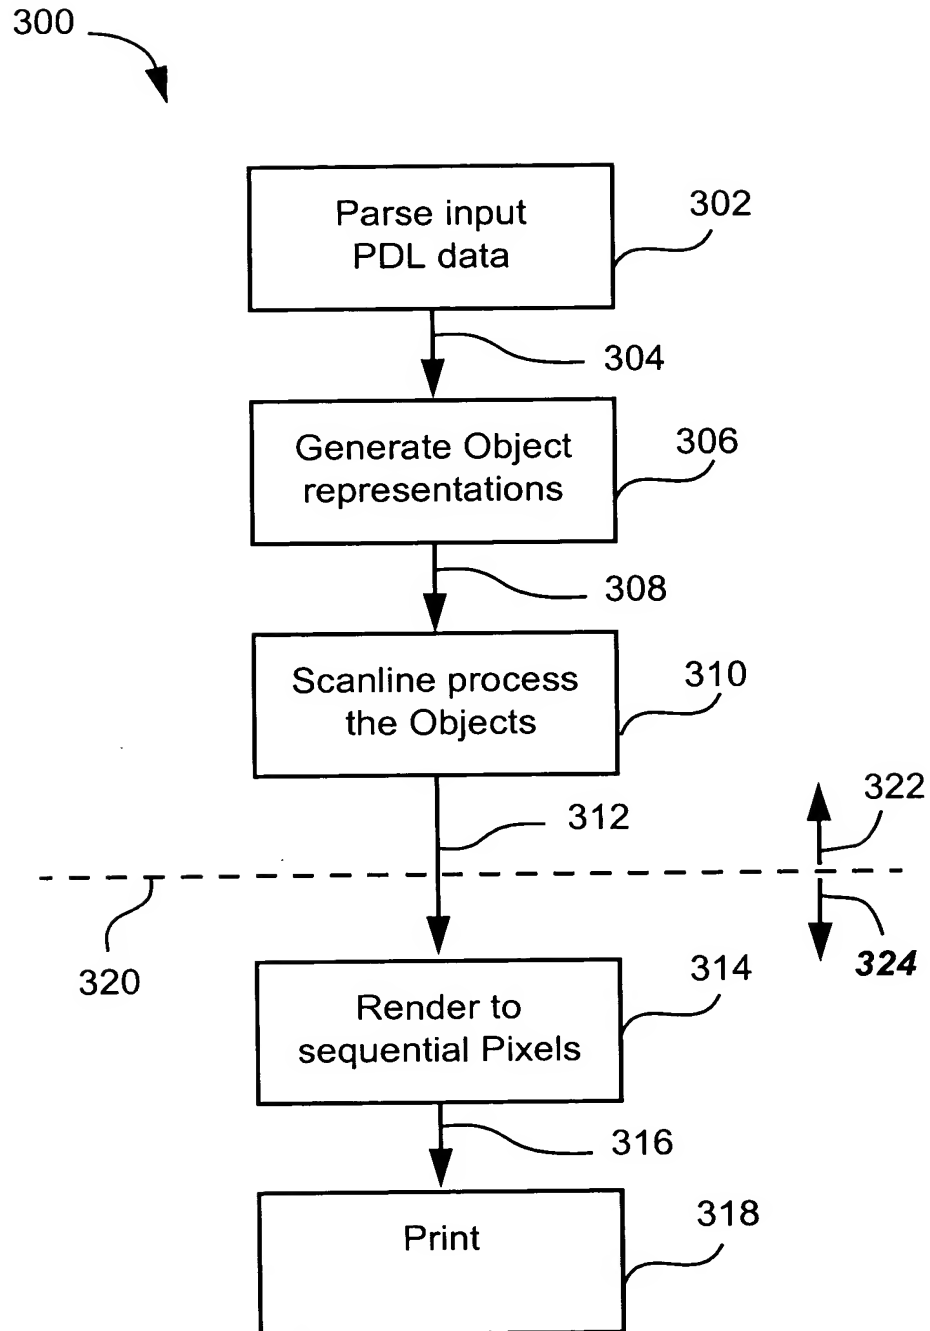 300
Parse input
PDL data
302
304
Generate Object
representations
306
308
Scanline process
the Objects
310
312
322
320
324
Render to
sequential Pixels
314
316
Print
318